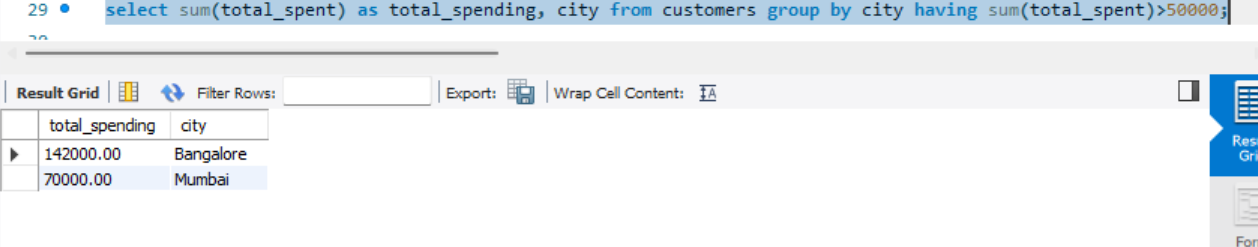 29 select sum(total_spent) as total_spending, city from customers group by city having sum(total_spent)>50000;
Result Grid Filter Rows: Export: Wrap Cell Content: IA
total_spending city
142000.00 Bangalore
70000.00 Mumbai